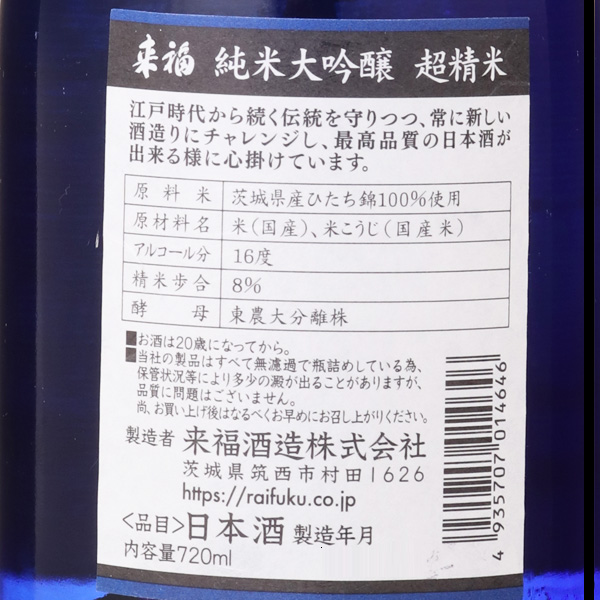 来福 純米大吟醸 超精米
江戸時代から続く伝統を守りつつ、常に新しい
酒造りにチャレンジし、最高品質の日本酒が
出来る様に心掛けています。
原料米 茨城県産ひたち錦100%使用
原材料名 米(国産)、米こうじ(国産米)
アルコール分 16度
精米歩合 8%
酵母 東農大分離株
■お酒は20歳になってから。
■当社の製品はすべて無濾過で瓶詰めしている為、
保管状況等により多少の澱が出ることがありますが、
品質に問題はございません。
尚、お買い上げ後はなるべくお早めにお召し上がりください。
製造者 来福酒造株式会社
茨城県筑西市村田1626
https://raifuku.co.jp
<品目>日本酒 製造年月
内容量720ml
4935707014646